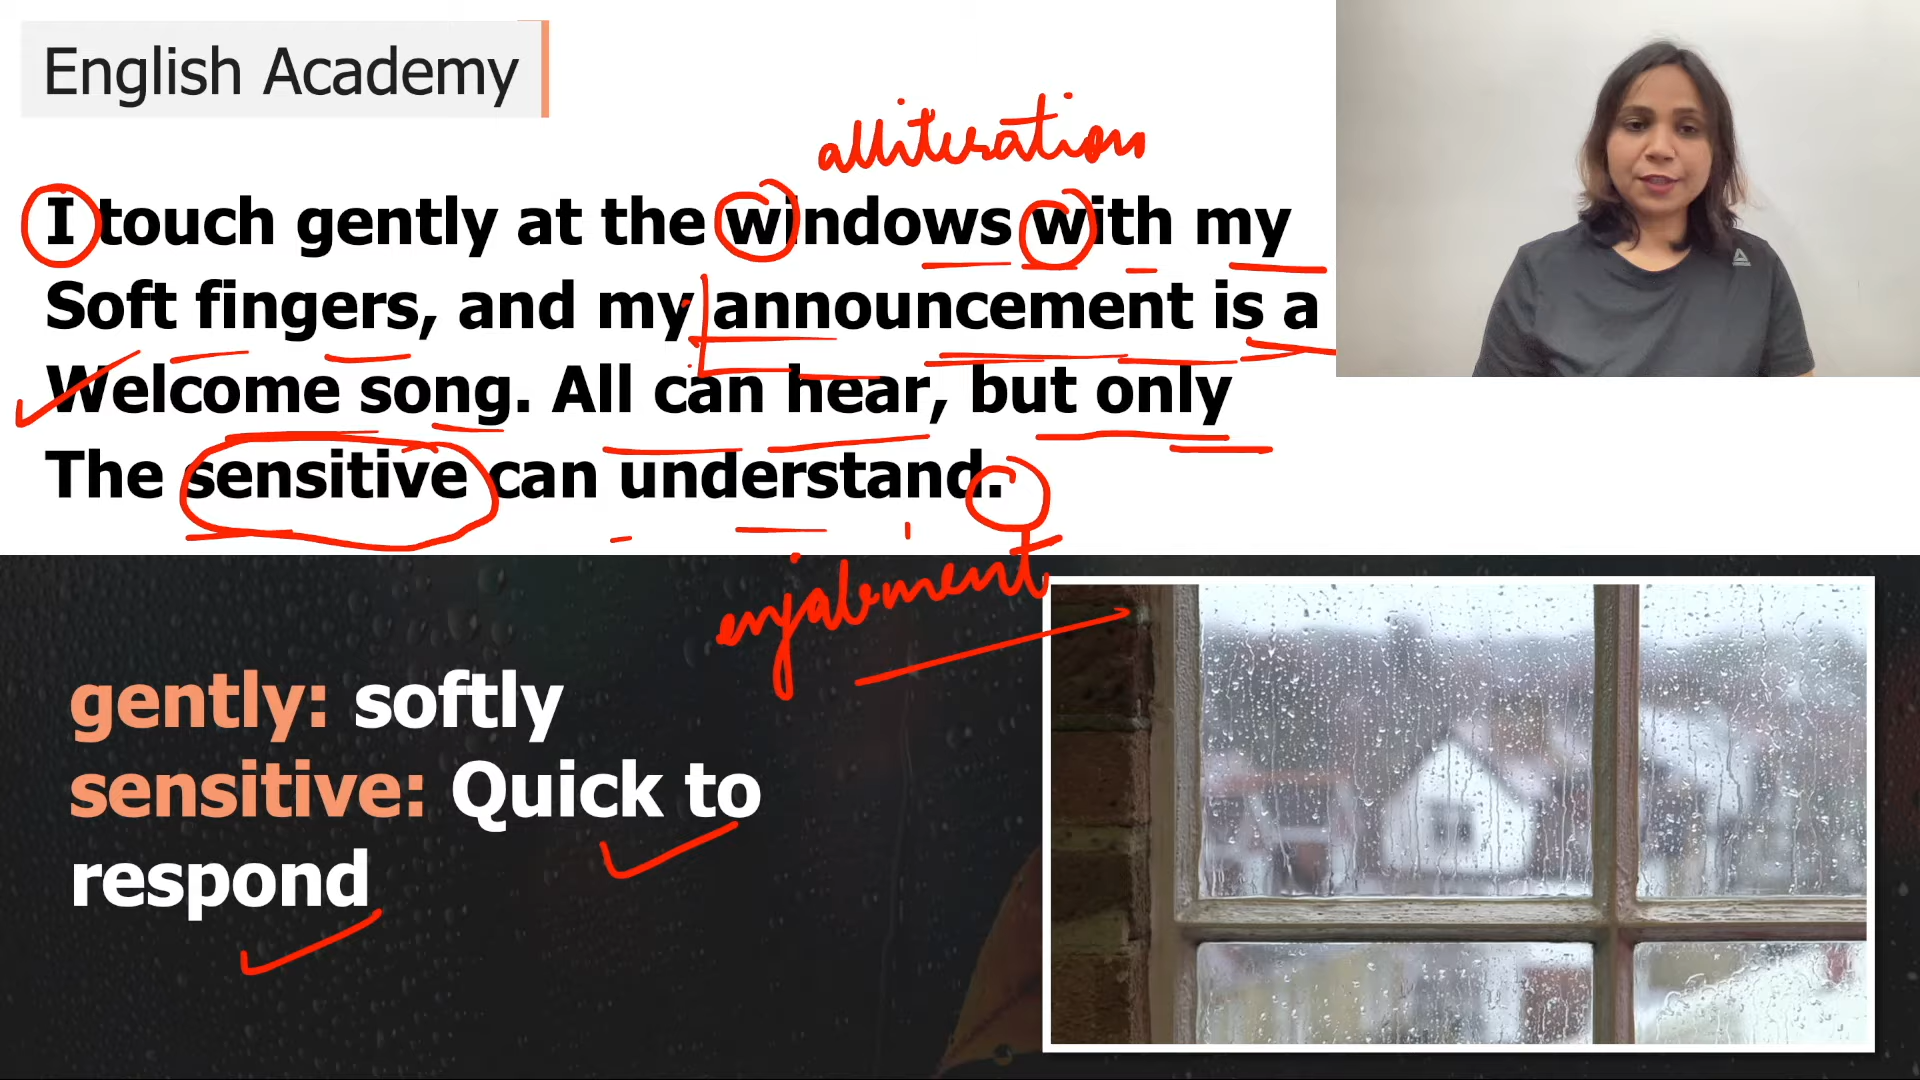 English Academy
alliteration
I touch gently at the windows with my
Soft fingers, and my announcement is a
Welcome song. All can hear, but only
The sensitive can understand.
enjabment
gently: softly
sensitive: Quick to
respond